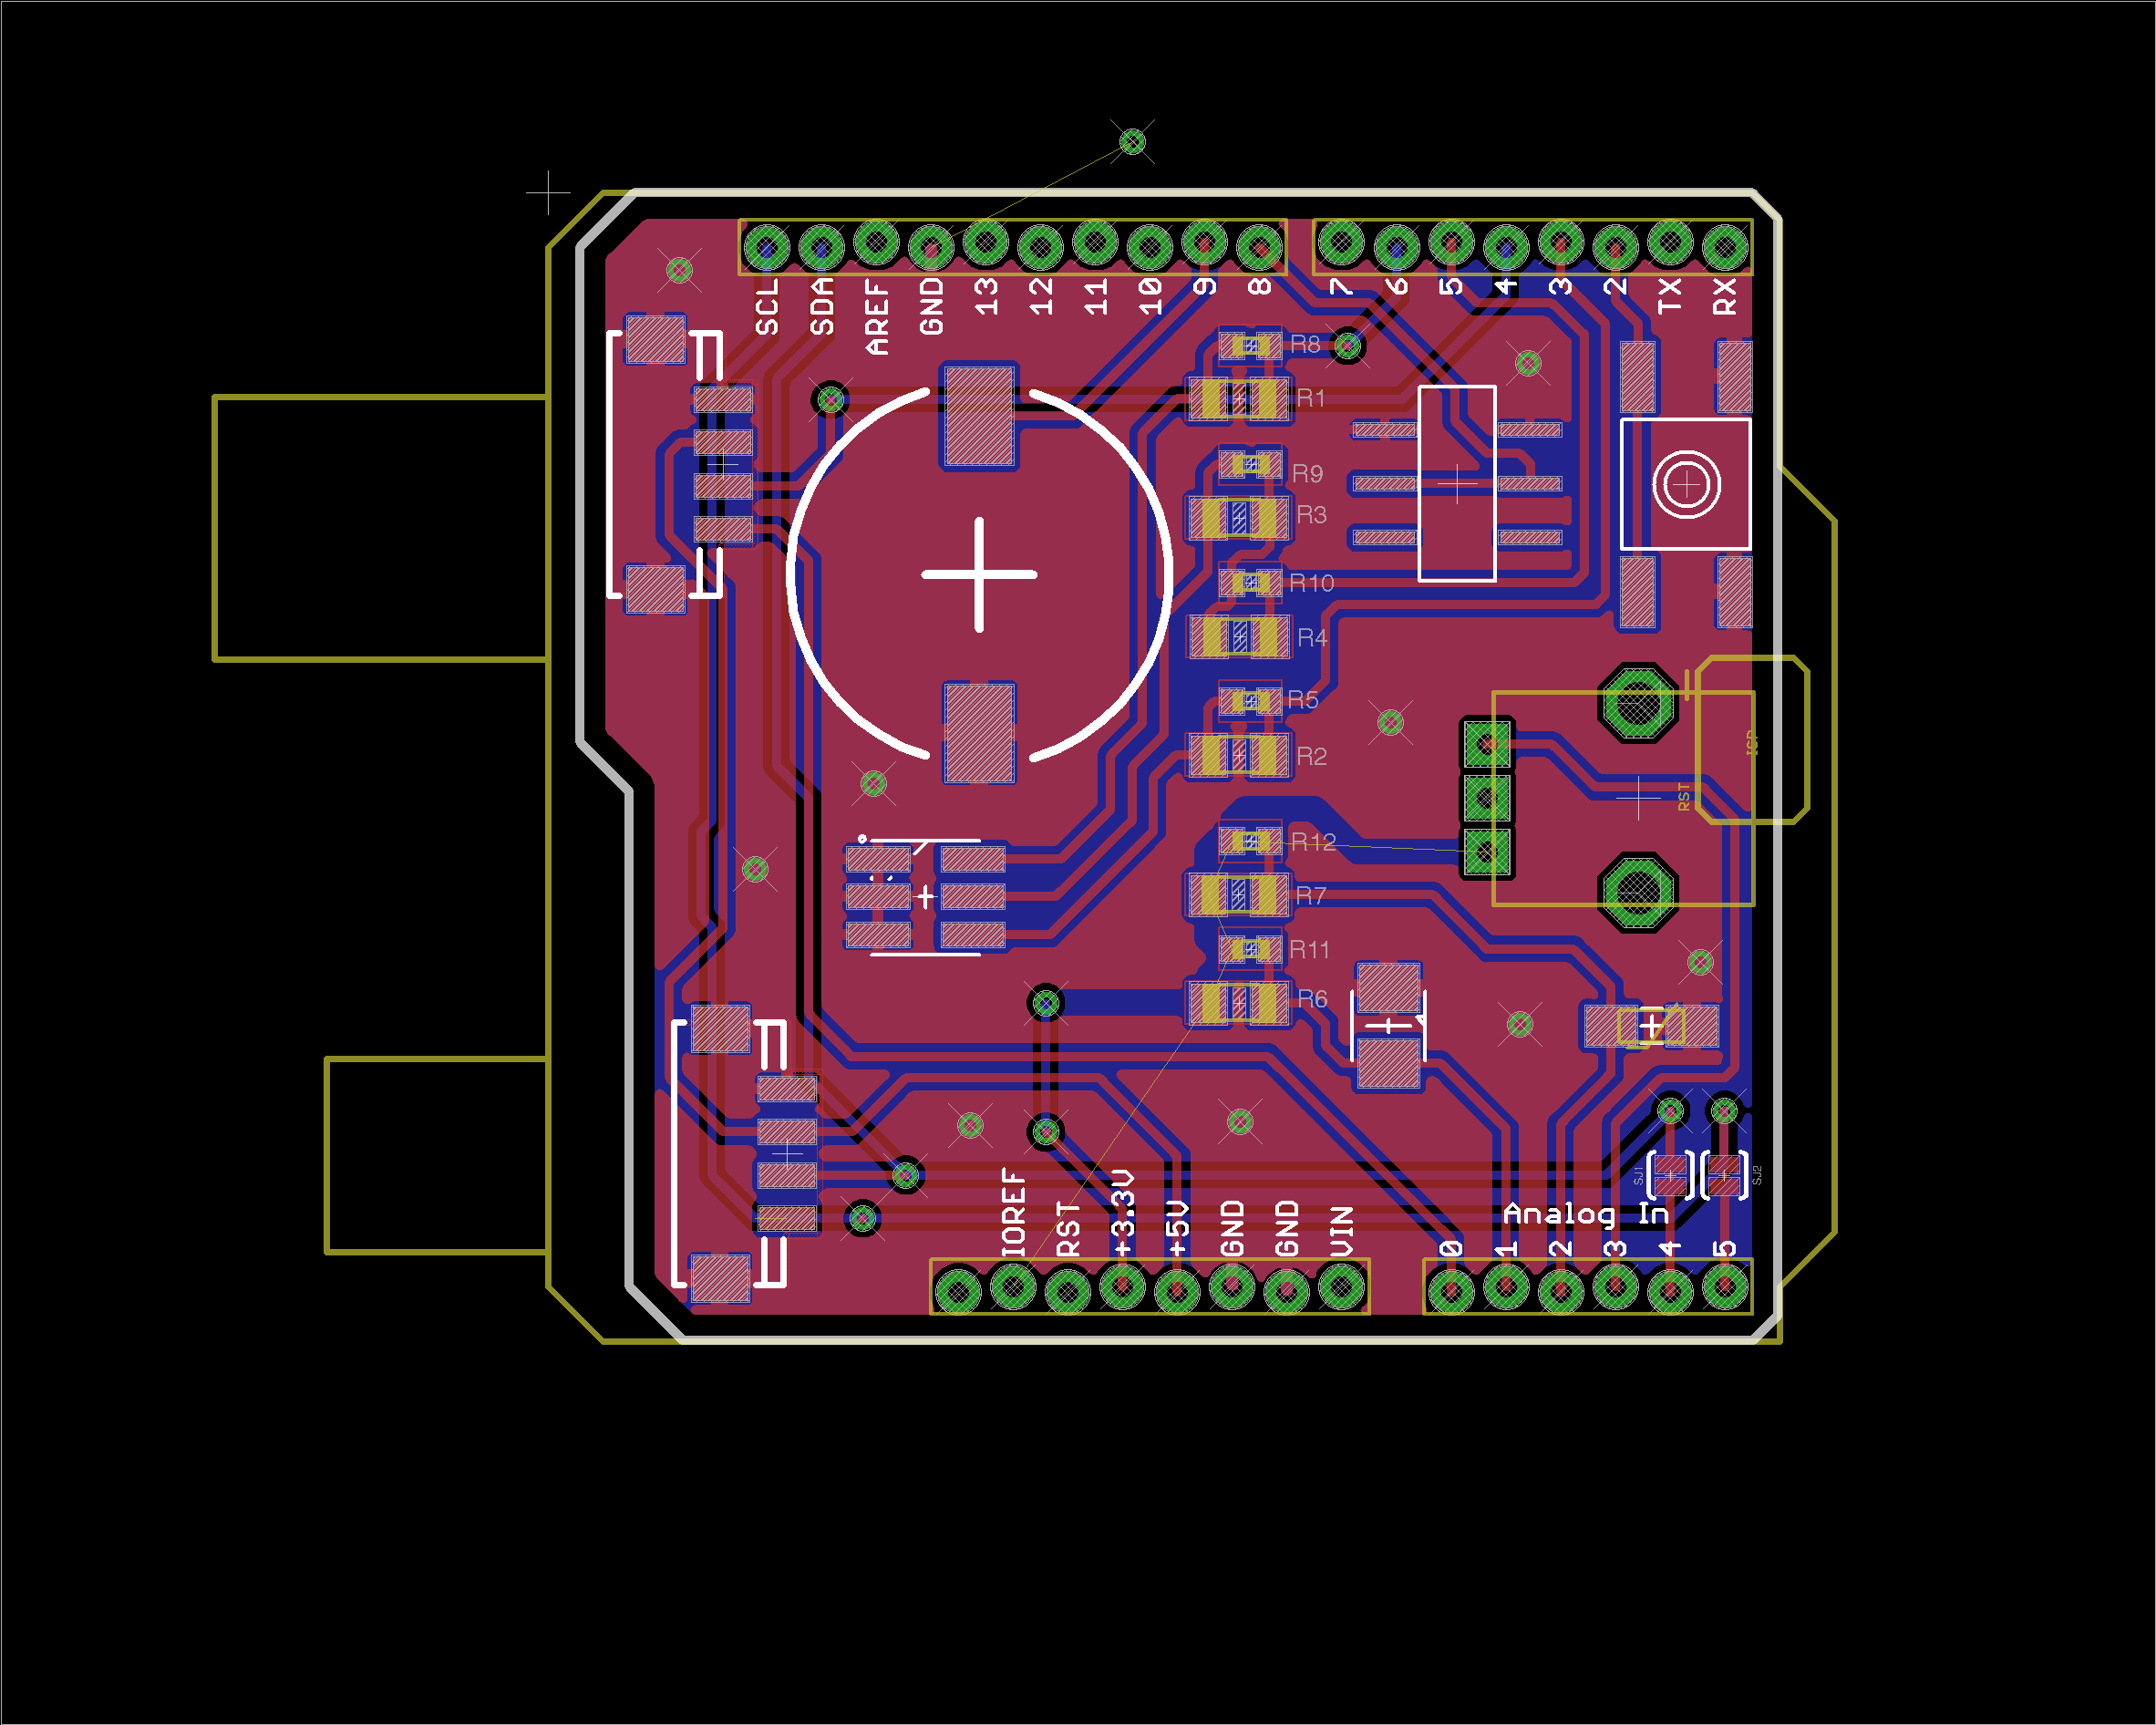 SCL
SDA
AREF
GND
13
12
11
10
9
8
7
6
5
4
3
2
TX
RX
R8
R1
R9
R3
R10
R4
R5
R2
ICP
RST
R12
R7
R11
R6
SJ1
SJ2
IOREF
RST
+3.3V
+5V
GND
GND
VIN
Analog In
0
1
2
3
4
5